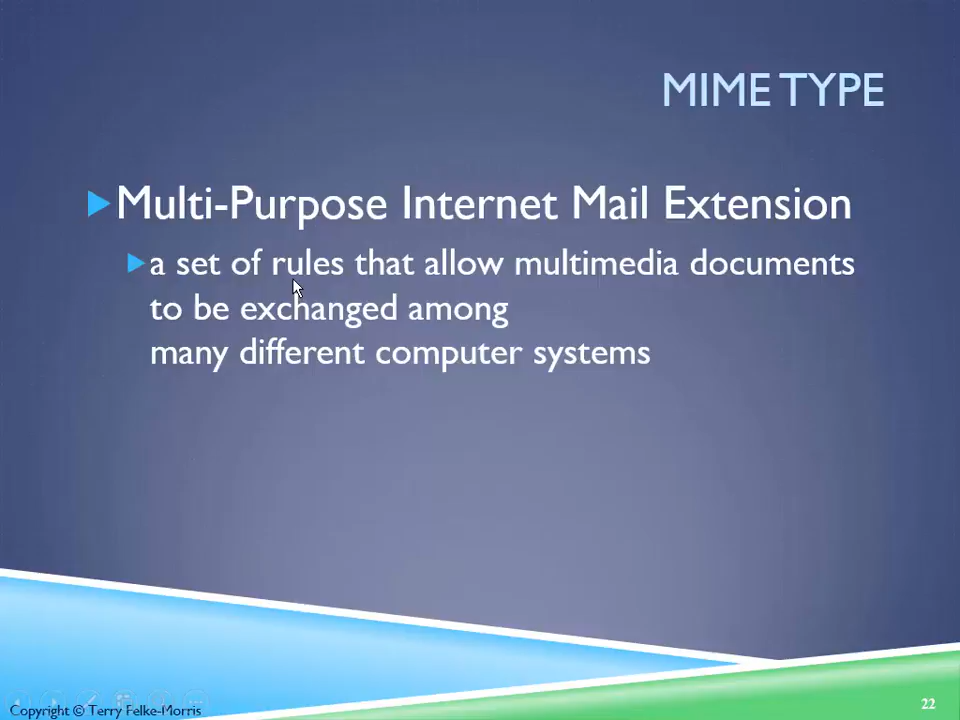 MIME TYPE
Multi-Purpose Internet Mail Extension
a set of rules that allow multimedia documents
to be exchanged among
many different computer systems
Copyright © Terry Felke-Morris
22